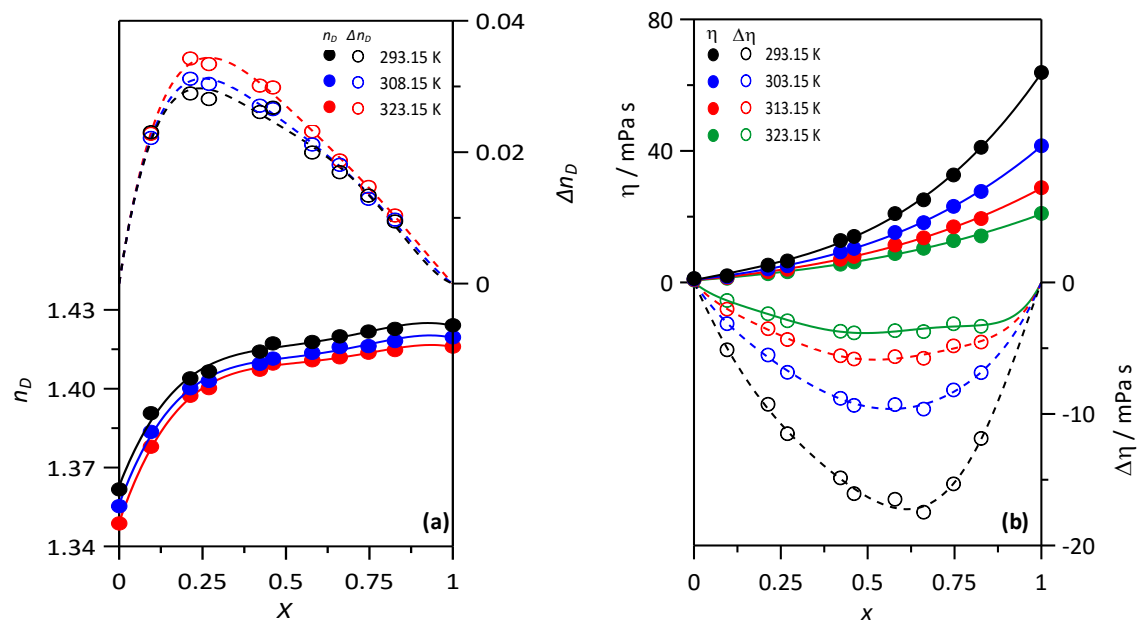 n_D Δn_D
293.15 K
308.15 K
323.15 K
0.04
0.02
0
Δn_D
1.43
1.40
1.37
1.34
n_D
(a)
0 0.25 0.5 0.75 1
x
80
40
0
η / mPa s
η Δη
293.15 K
303.15 K
313.15 K
323.15 K
0
-10
-20
Δη / mPa s
(b)
0 0.25 0.5 0.75 1
x